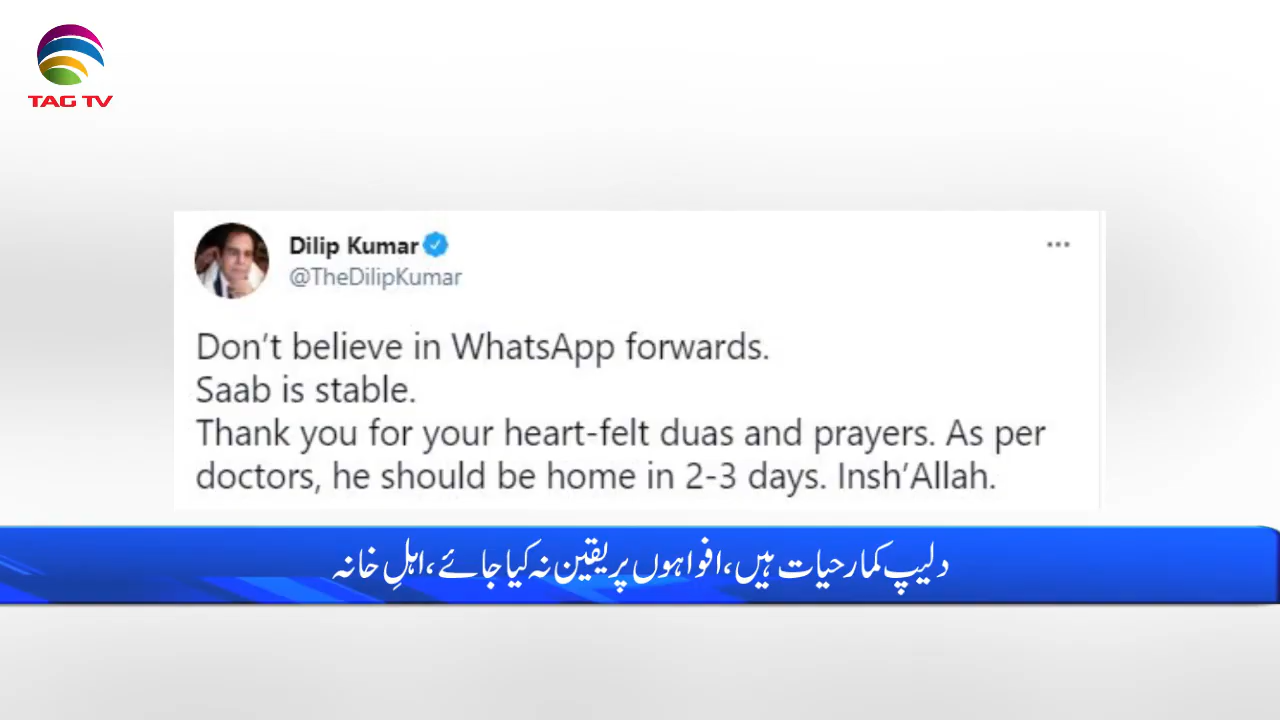 TAG TV
Dilip Kumar
@TheDilipKumar
Don't believe in WhatsApp forwards.
Saab is stable.
Thank you for your heart-felt duas and prayers. As per
doctors, he should be home in 2-3 days. Insh'Allah.
دلیپ کمار حیات ہیں، افواہوں پر یقین نہ کیا جائے، اہلِ خانہ